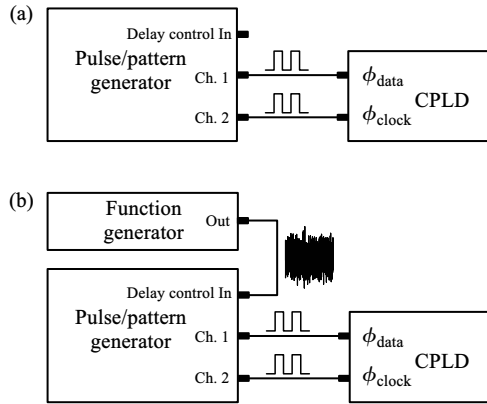 (a)
Delay control In
Pulse/pattern
generator
Ch. 1
Ch. 2
ϕdata
CPLD
ϕclock
(b)
Function
generator
Out
Delay control In
Pulse/pattern
generator
Ch. 1
Ch. 2
ϕdata
CPLD
ϕclock